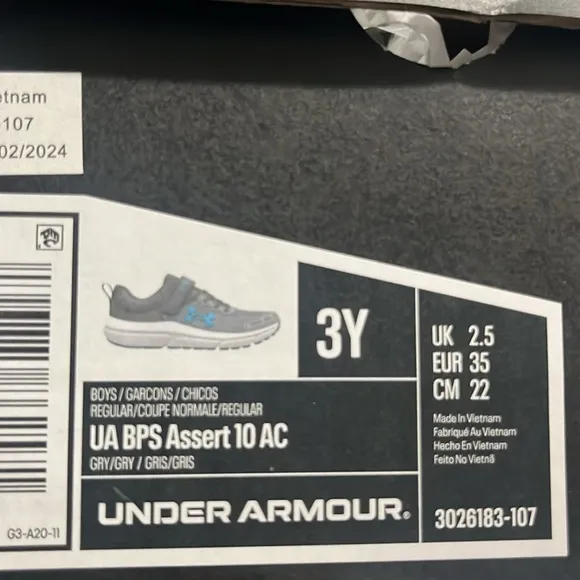 etnam
107
02/2024
3Y
UK 2.5
EUR 35
CM 22
BOYS / GARCONS / CHICOS
REGULAR/COUPE NORMALE/REGULAR
UA BPS Assert 10 AC
GRY/GRY / GRIS/GRIS
Made In Vietnam
Fabriqué Au Vietnam
Hecho En Vietnam
Feito No Vietnã
UNDER ARMOUR®
3026183-107
G3-A20-11